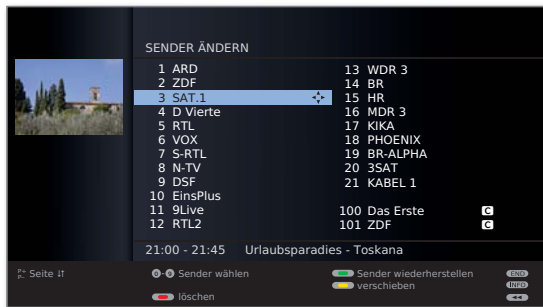 SENDER ÄNDERN
1 ARD
2 ZDF
3 SAT.1
4 D Vierte
5 RTL
6 VOX
7 S-RTL
8 N-TV
9 DSF
10 EinsPlus
11 9Live
12 RTL2
13 WDR 3
14 BR
15 HR
16 MDR 3
17 KIKA
18 PHOENIX
19 BR-ALPHA
20 3SAT
21 KABEL 1
100 Das Erste C
101 ZDF C
21:00 - 21:45 Urlaubsparadies - Toskana
P+ P- Seite 0-9 Sender wählen Sender wiederherstellen END
verschieben INFO
löschen